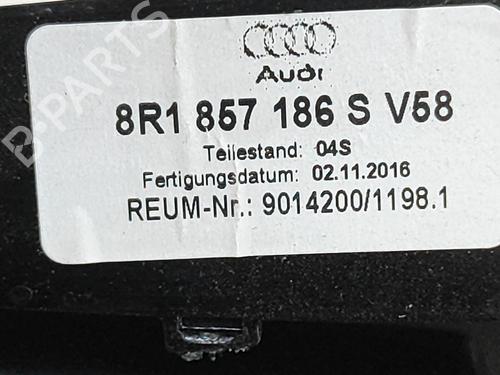 B-PARTS
Audi
8R1 857 186 S V58
Teilestand: 04S
Fertigungsdatum: 02.11.2016
REUM-Nr.: 9014200/1198.1